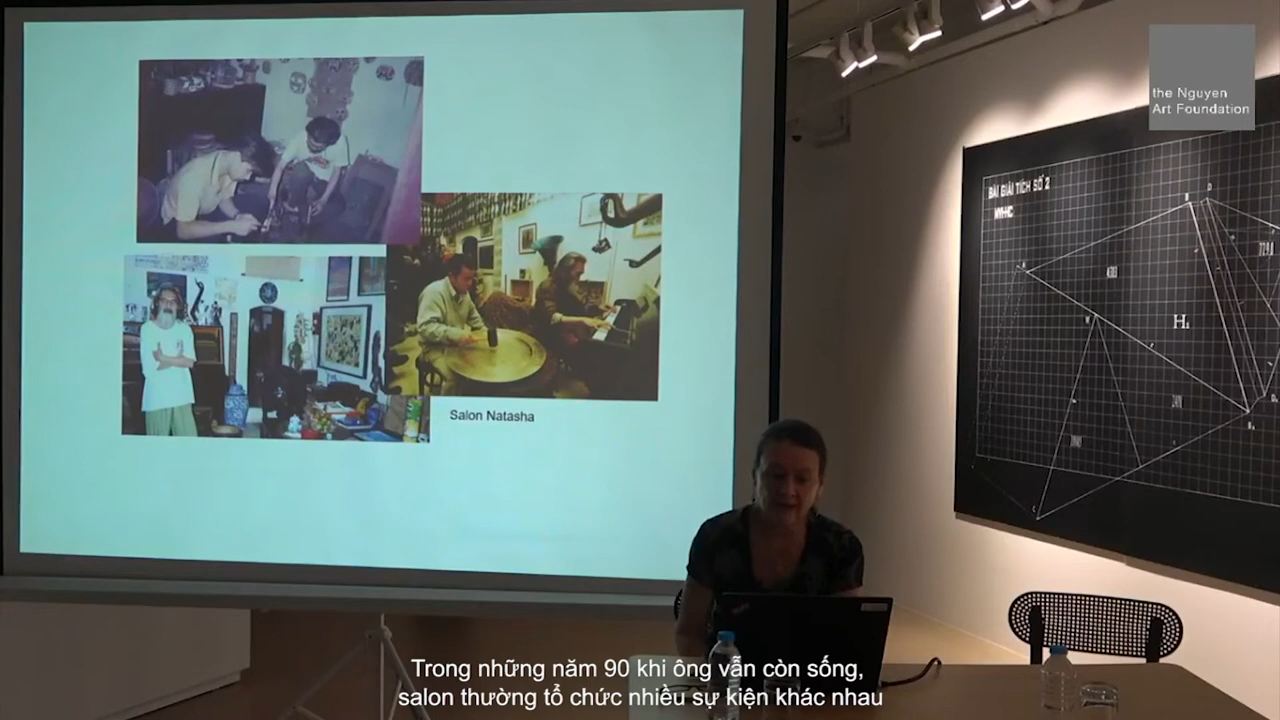 the Nguyen
Art Foundation
BÀI GIẢI TÍCH SỐ 2
Salon Natasha
H₁
Trong những năm 90 khi ông vẫn còn sống,
salon thường tổ chức nhiều sự kiện khác nhau